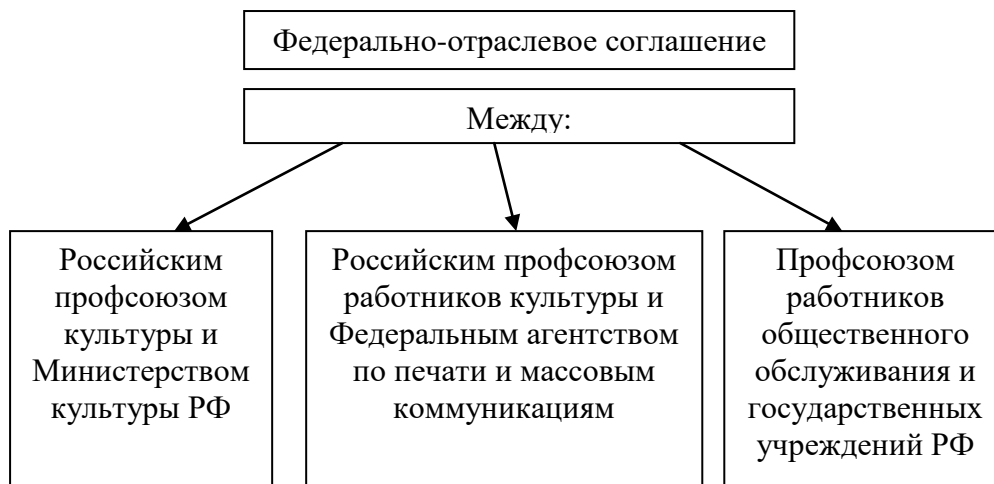 Федерально-отраслевое соглашение
Между:
Российским
профсоюзом
культуры и
Министерством
культуры РФ
Российским профсоюзом
работников культуры и
Федеральным агентством
по печати и массовым
коммуникациям
Профсоюзом
работников
общественного
обслуживания и
государственных
учреждений РФ